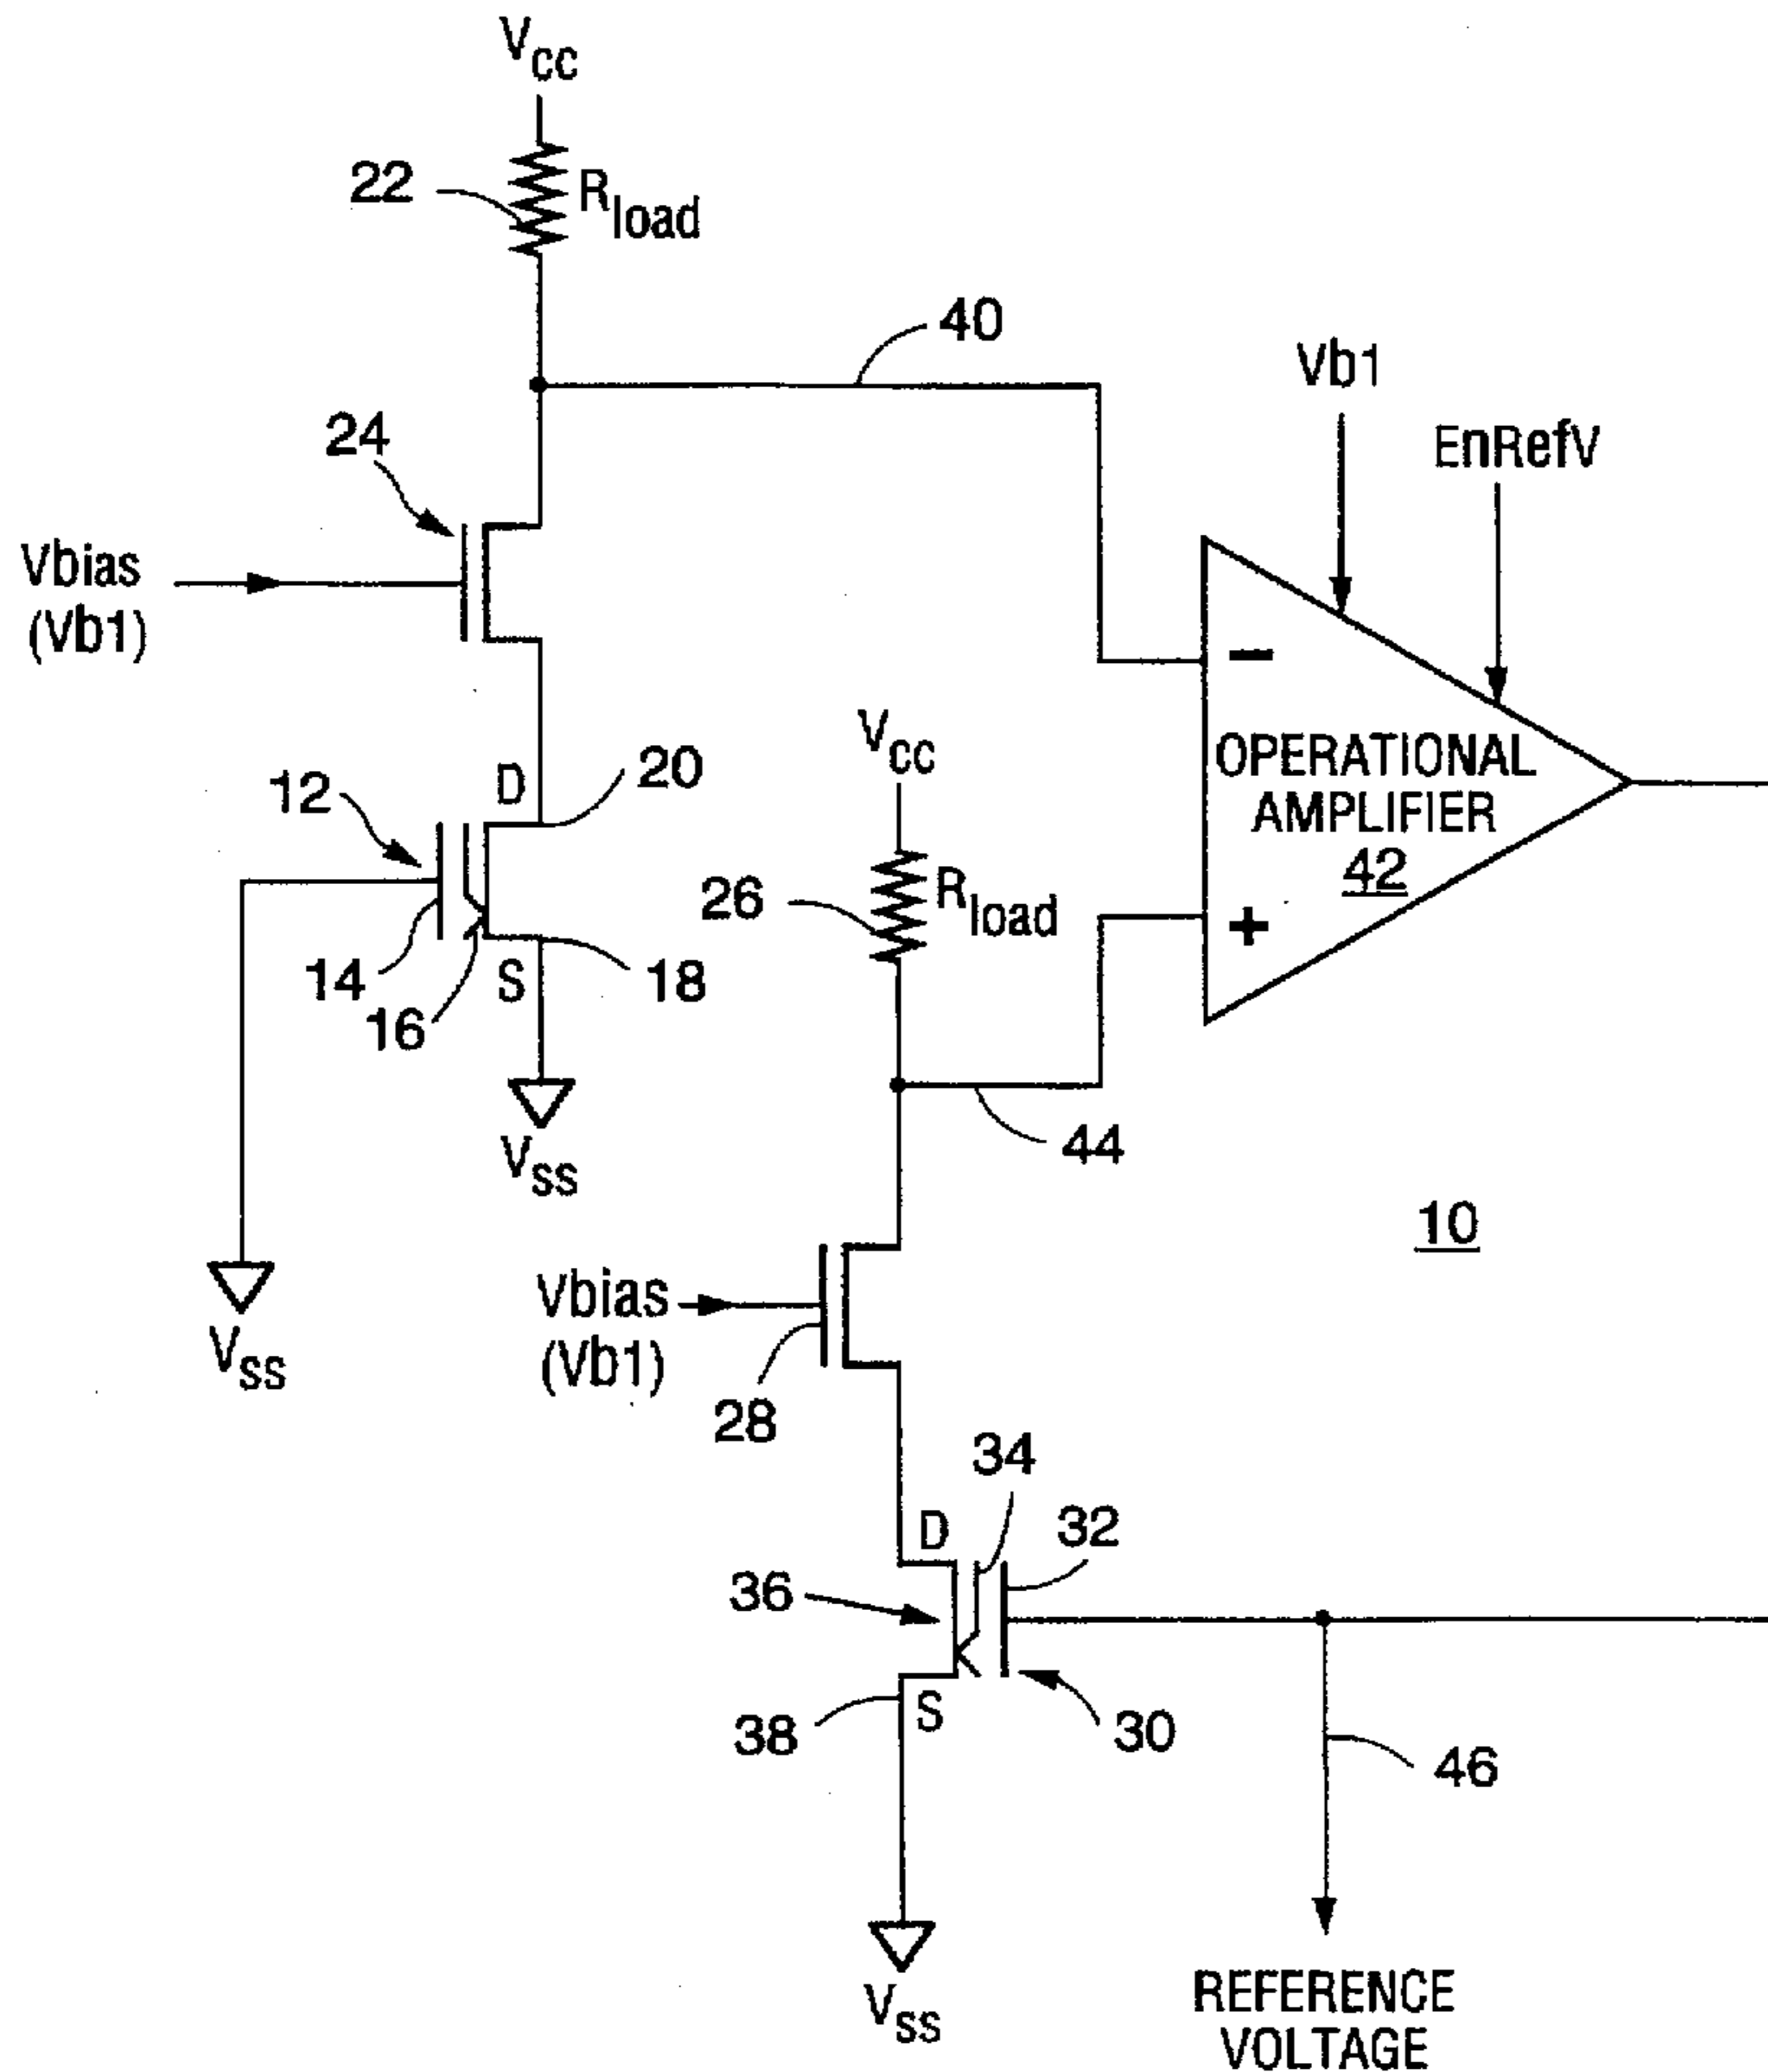 Vcc
22
Rload
40
Vb1
EnRefV
24
Vbias
(Vb1)
-
Vcc
OPERATIONAL
AMPLIFIER
42
D
20
12
26
Rload
+
14
16
S
18
Vss
44
10
Vss
Vbias
(Vb1)
28
34
D
32
36
S
38
30
46
Vss
REFERENCE
VOLTAGE